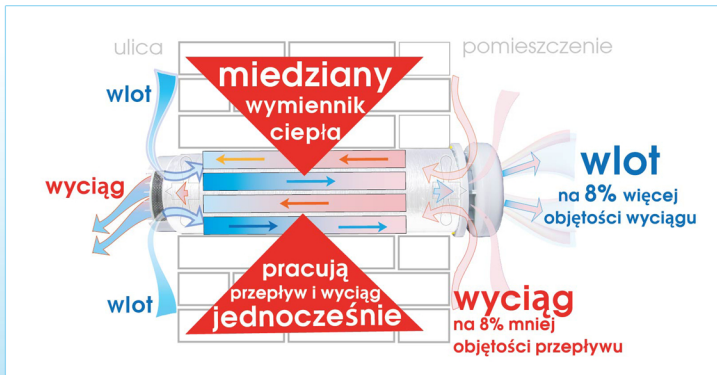 ulica
pomieszczenie
miedziany
wymiennik
ciepła
wlot
wyciąg
wlot
na 8% więcej
objętości wyciągu
pracują
przepływ i wyciąg
jednocześnie
wlot
wyciąg
na 8% mniej
objętości przepływu